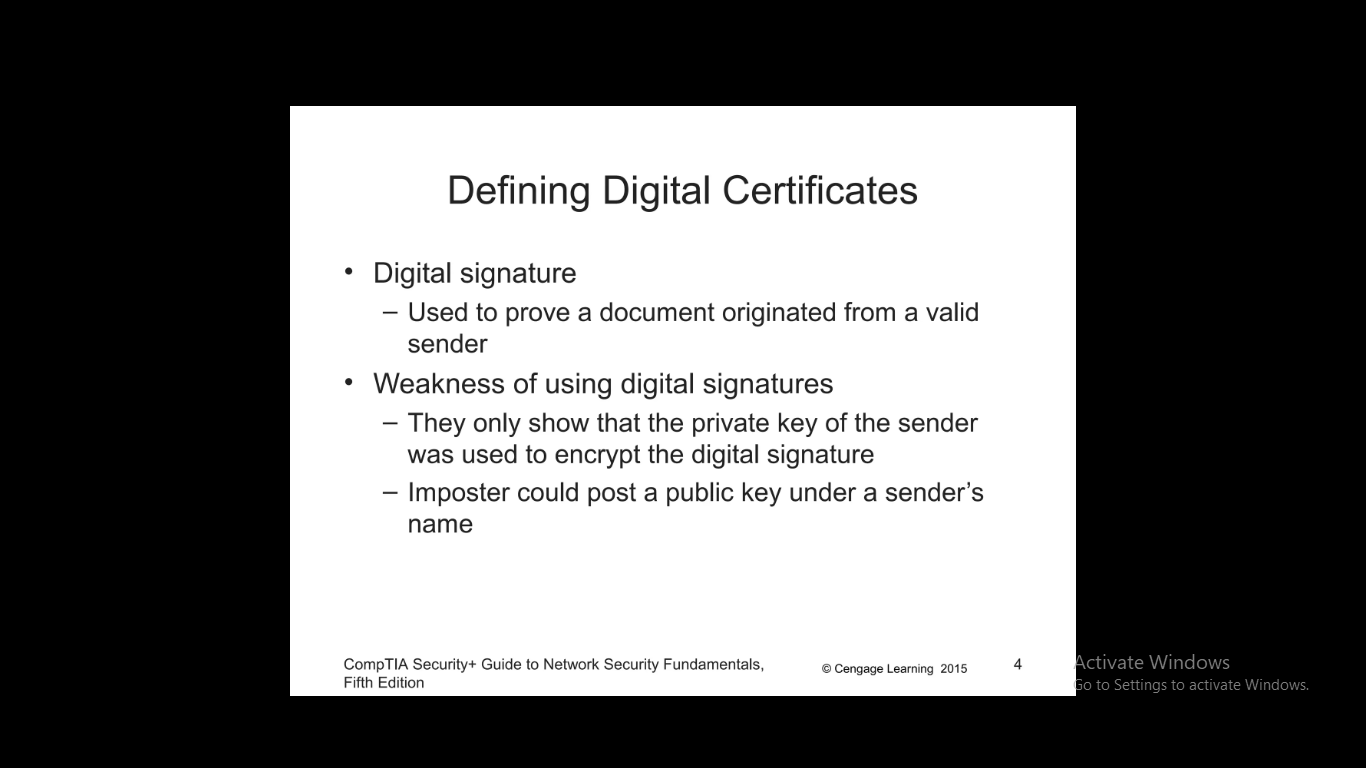 Defining Digital Certificates
• Digital signature
– Used to prove a document originated from a valid
sender
• Weakness of using digital signatures
– They only show that the private key of the sender
was used to encrypt the digital signature
– Imposter could post a public key under a sender’s
name
CompTIA Security+ Guide to Network Security Fundamentals,
Fifth Edition
© Cengage Learning 2015
4
Activate Windows
Go to Settings to activate Windows.